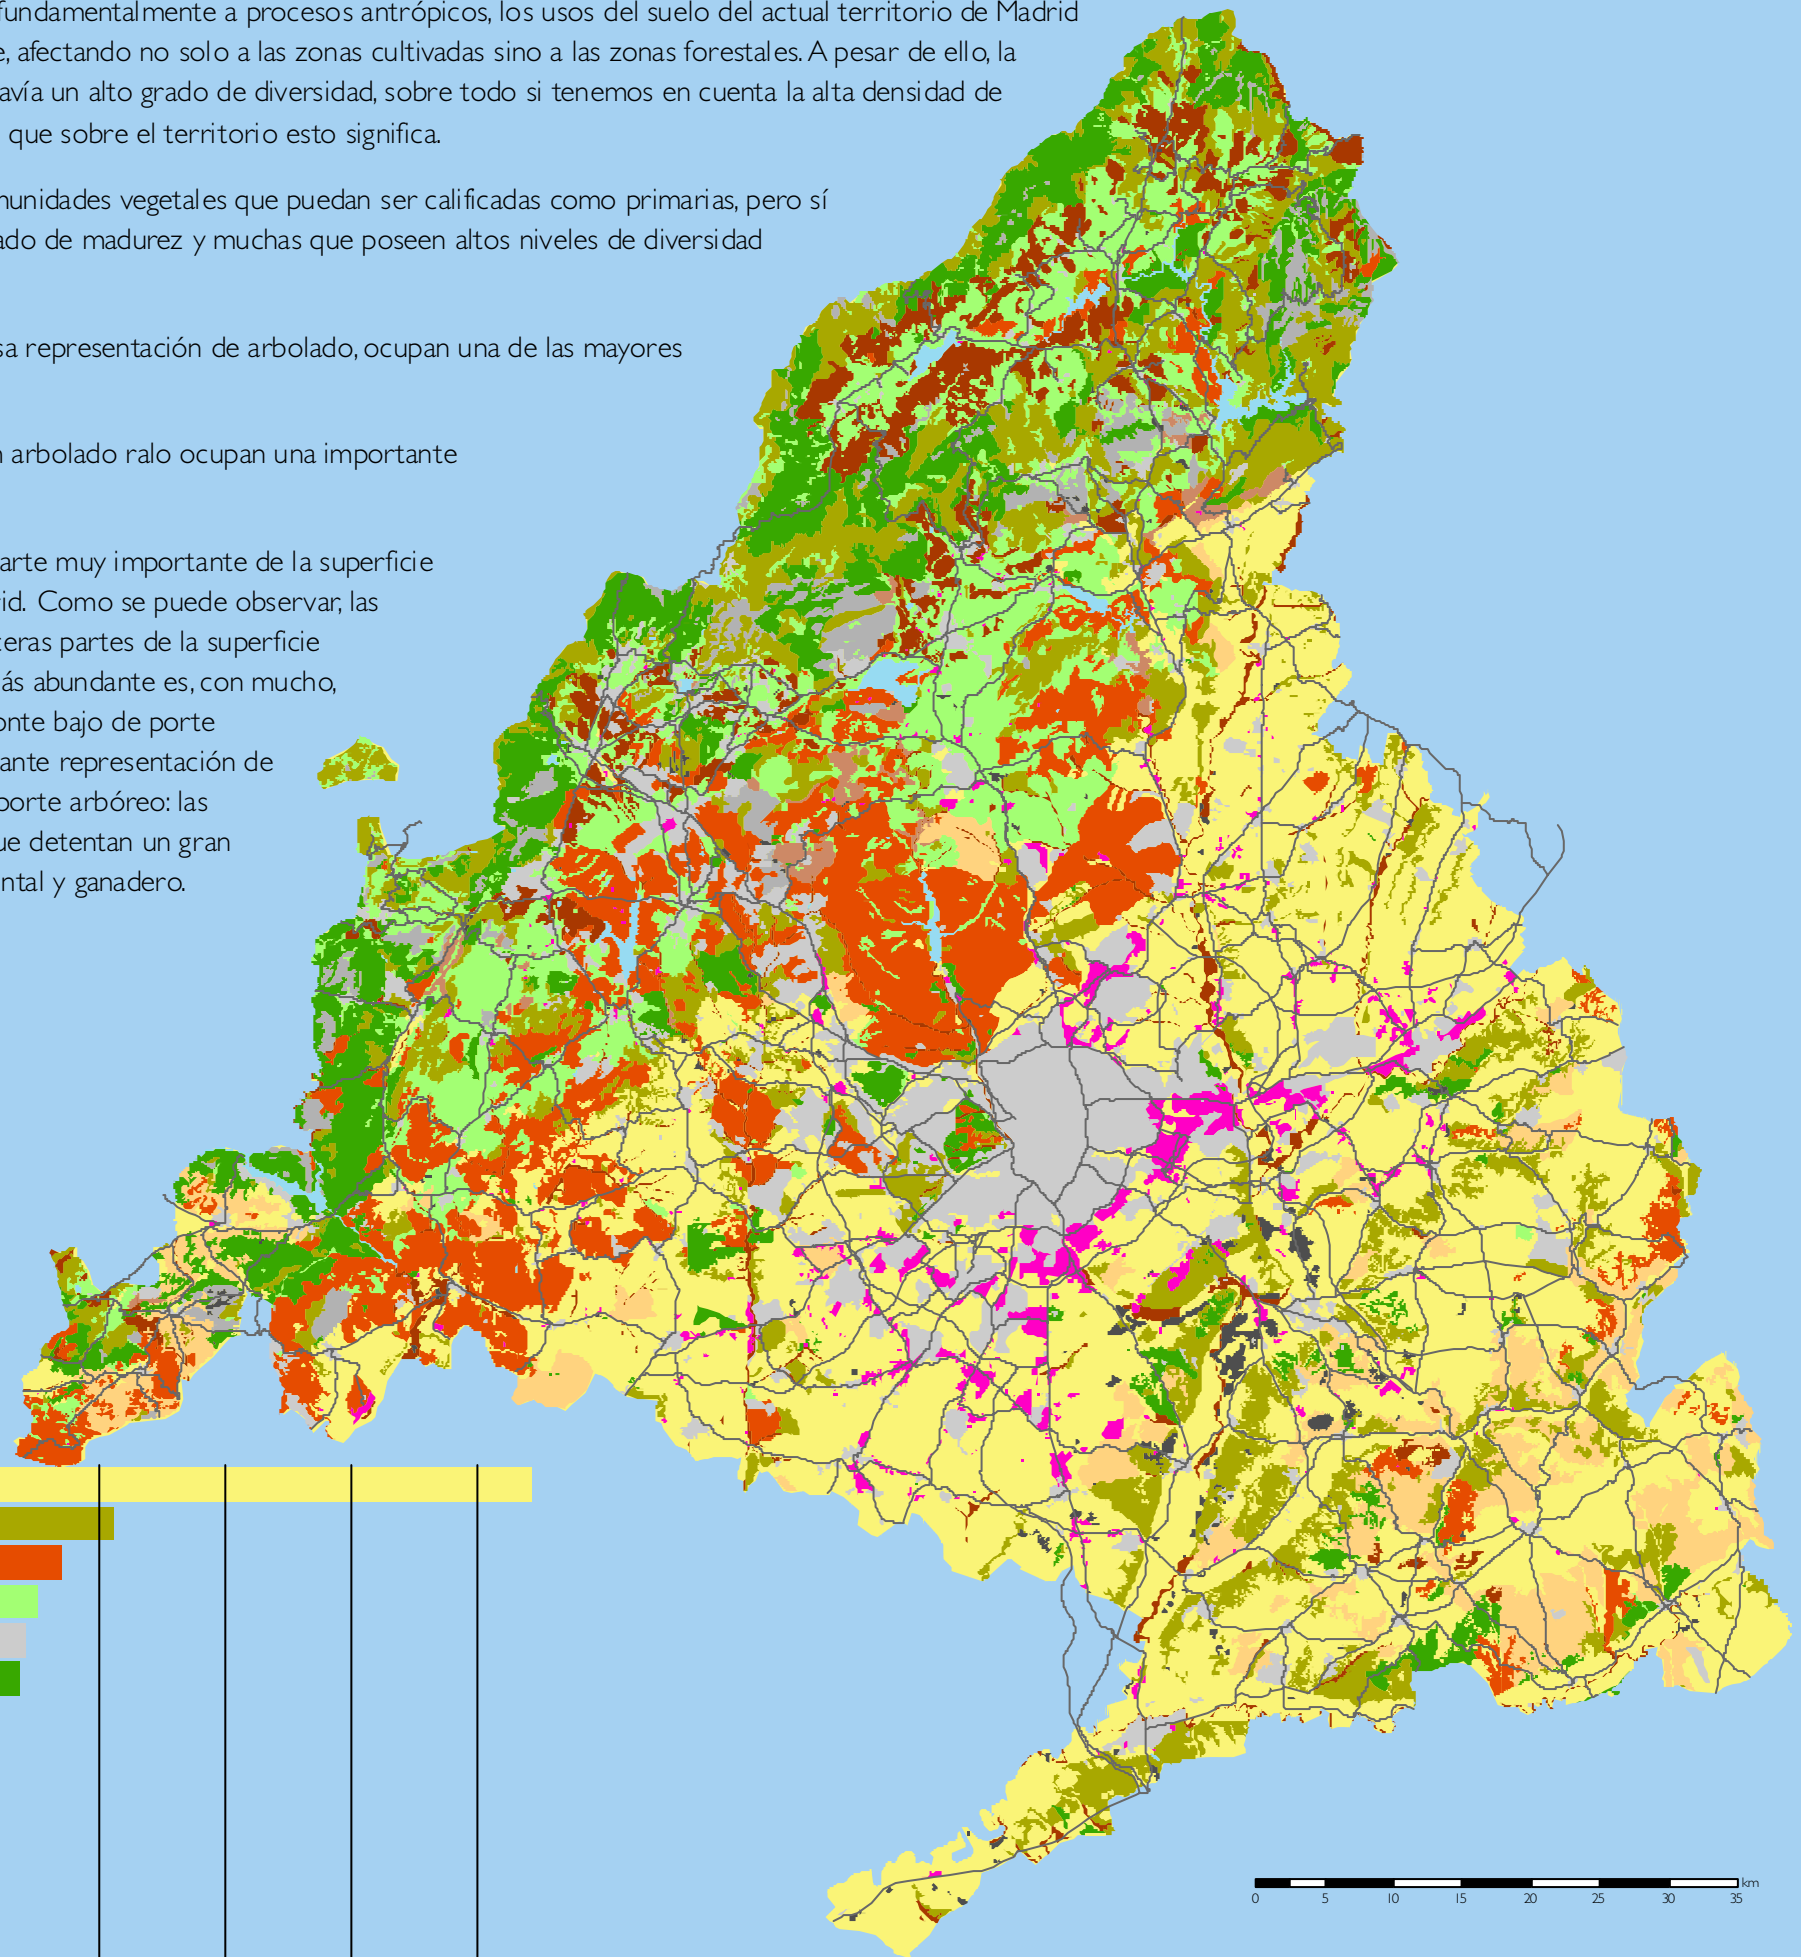 fundamentalmente a procesos antrópicos, los usos del suelo del actual territorio de Madrid
e, afectando no solo a las zonas cultivadas sino a las zonas forestales. A pesar de ello, la
avía un alto grado de diversidad, sobre todo si tenemos en cuenta la alta densidad de
que sobre el territorio esto significa.
munidades vegetales que puedan ser calificadas como primarias, pero sí
ado de madurez y muchas que poseen altos niveles de diversidad
sa representación de arbolado, ocupan una de las mayores
n arbolado ralo ocupan una importante
arte muy importante de la superficie
rid. Como se puede observar, las
ceras partes de la superficie
ás abundante es, con mucho,
onte bajo de porte
ante representación de
porte arbóreo: las
ue detentan un gran
ntal y ganadero.
km
0 5 10 15 20 25 30 35